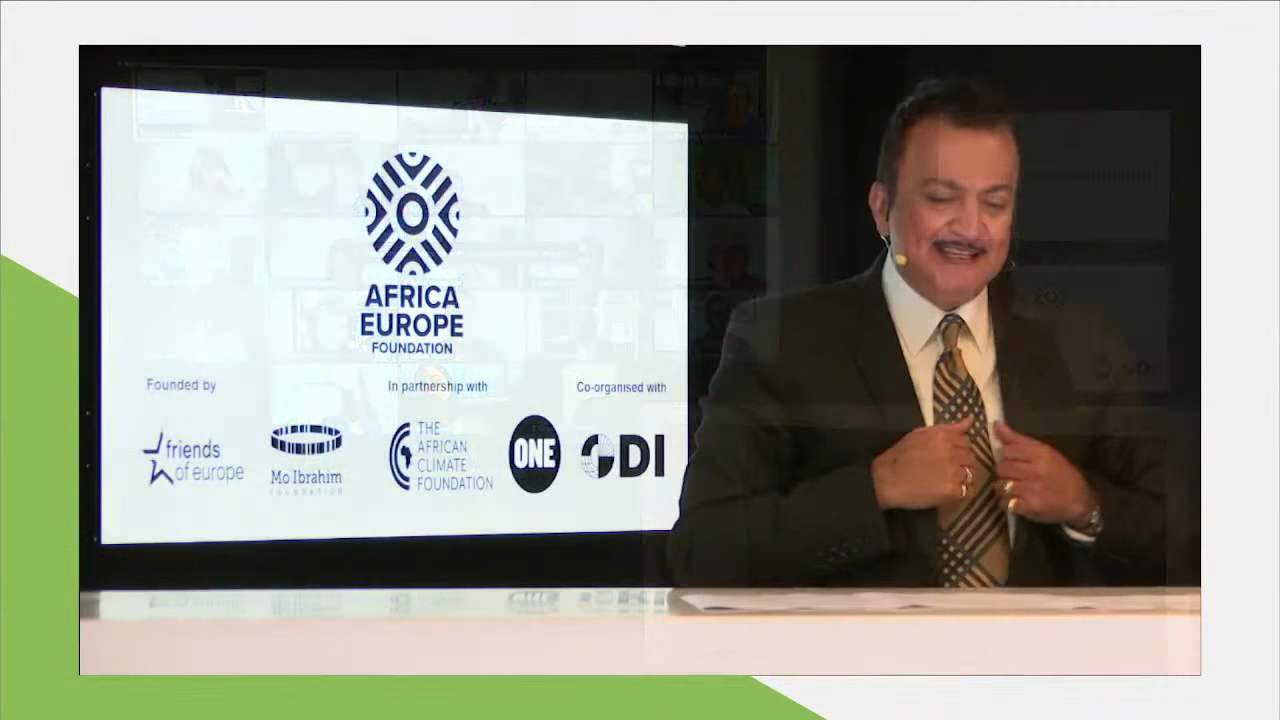 AFRICA
EUROPE
FOUNDATION
Founded by
In partnership with
Co-organised with
friends
of europe
Mo Ibrahim
FOUNDATION
THE
AFRICAN
CLIMATE
FOUNDATION
ONE
ODI